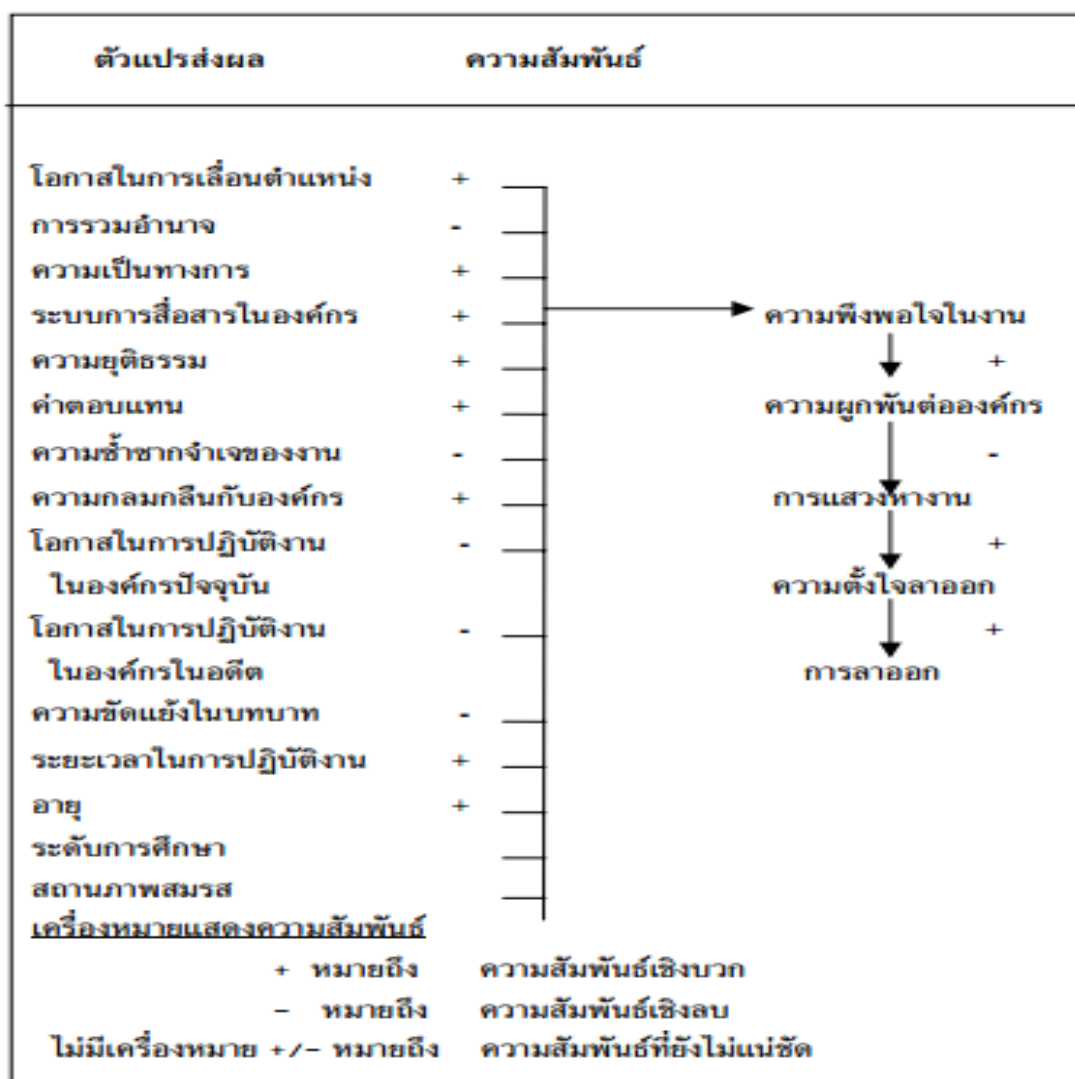 ตัวแปรส่งผล ความสัมพันธ์
โอกาสในการเลื่อนตำแหน่ง +
การรวมอำนาจ -
ความเป็นทางการ +
ระบบการสื่อสารในองค์กร + ความพึงพอใจในงาน
ความยุติธรรม + +
ค่าตอบแทน + ความผูกพันต่อองค์กร
ความซ้ำซากจำเจของงาน - -
ความกลมกลืนกับองค์กร + การแสวงหางาน
โอกาสในการปฏิบัติงาน - +
ในองค์กรปัจจุบัน ความตั้งใจลาออก
โอกาสในการปฏิบัติงาน - +
ในองค์กรในอดีต การลาออก
ความขัดแย้งในบทบาท -
ระยะเวลาในการปฏิบัติงาน +
อายุ +
ระดับการศึกษา
สถานภาพสมรส
เครื่องหมายแสดงความสัมพันธ์
+ หมายถึง ความสัมพันธ์เชิงบวก
- หมายถึง ความสัมพันธ์เชิงลบ
ไม่มีเครื่องหมาย +/- หมายถึง ความสัมพันธ์ที่ยังไม่แน่ชัด